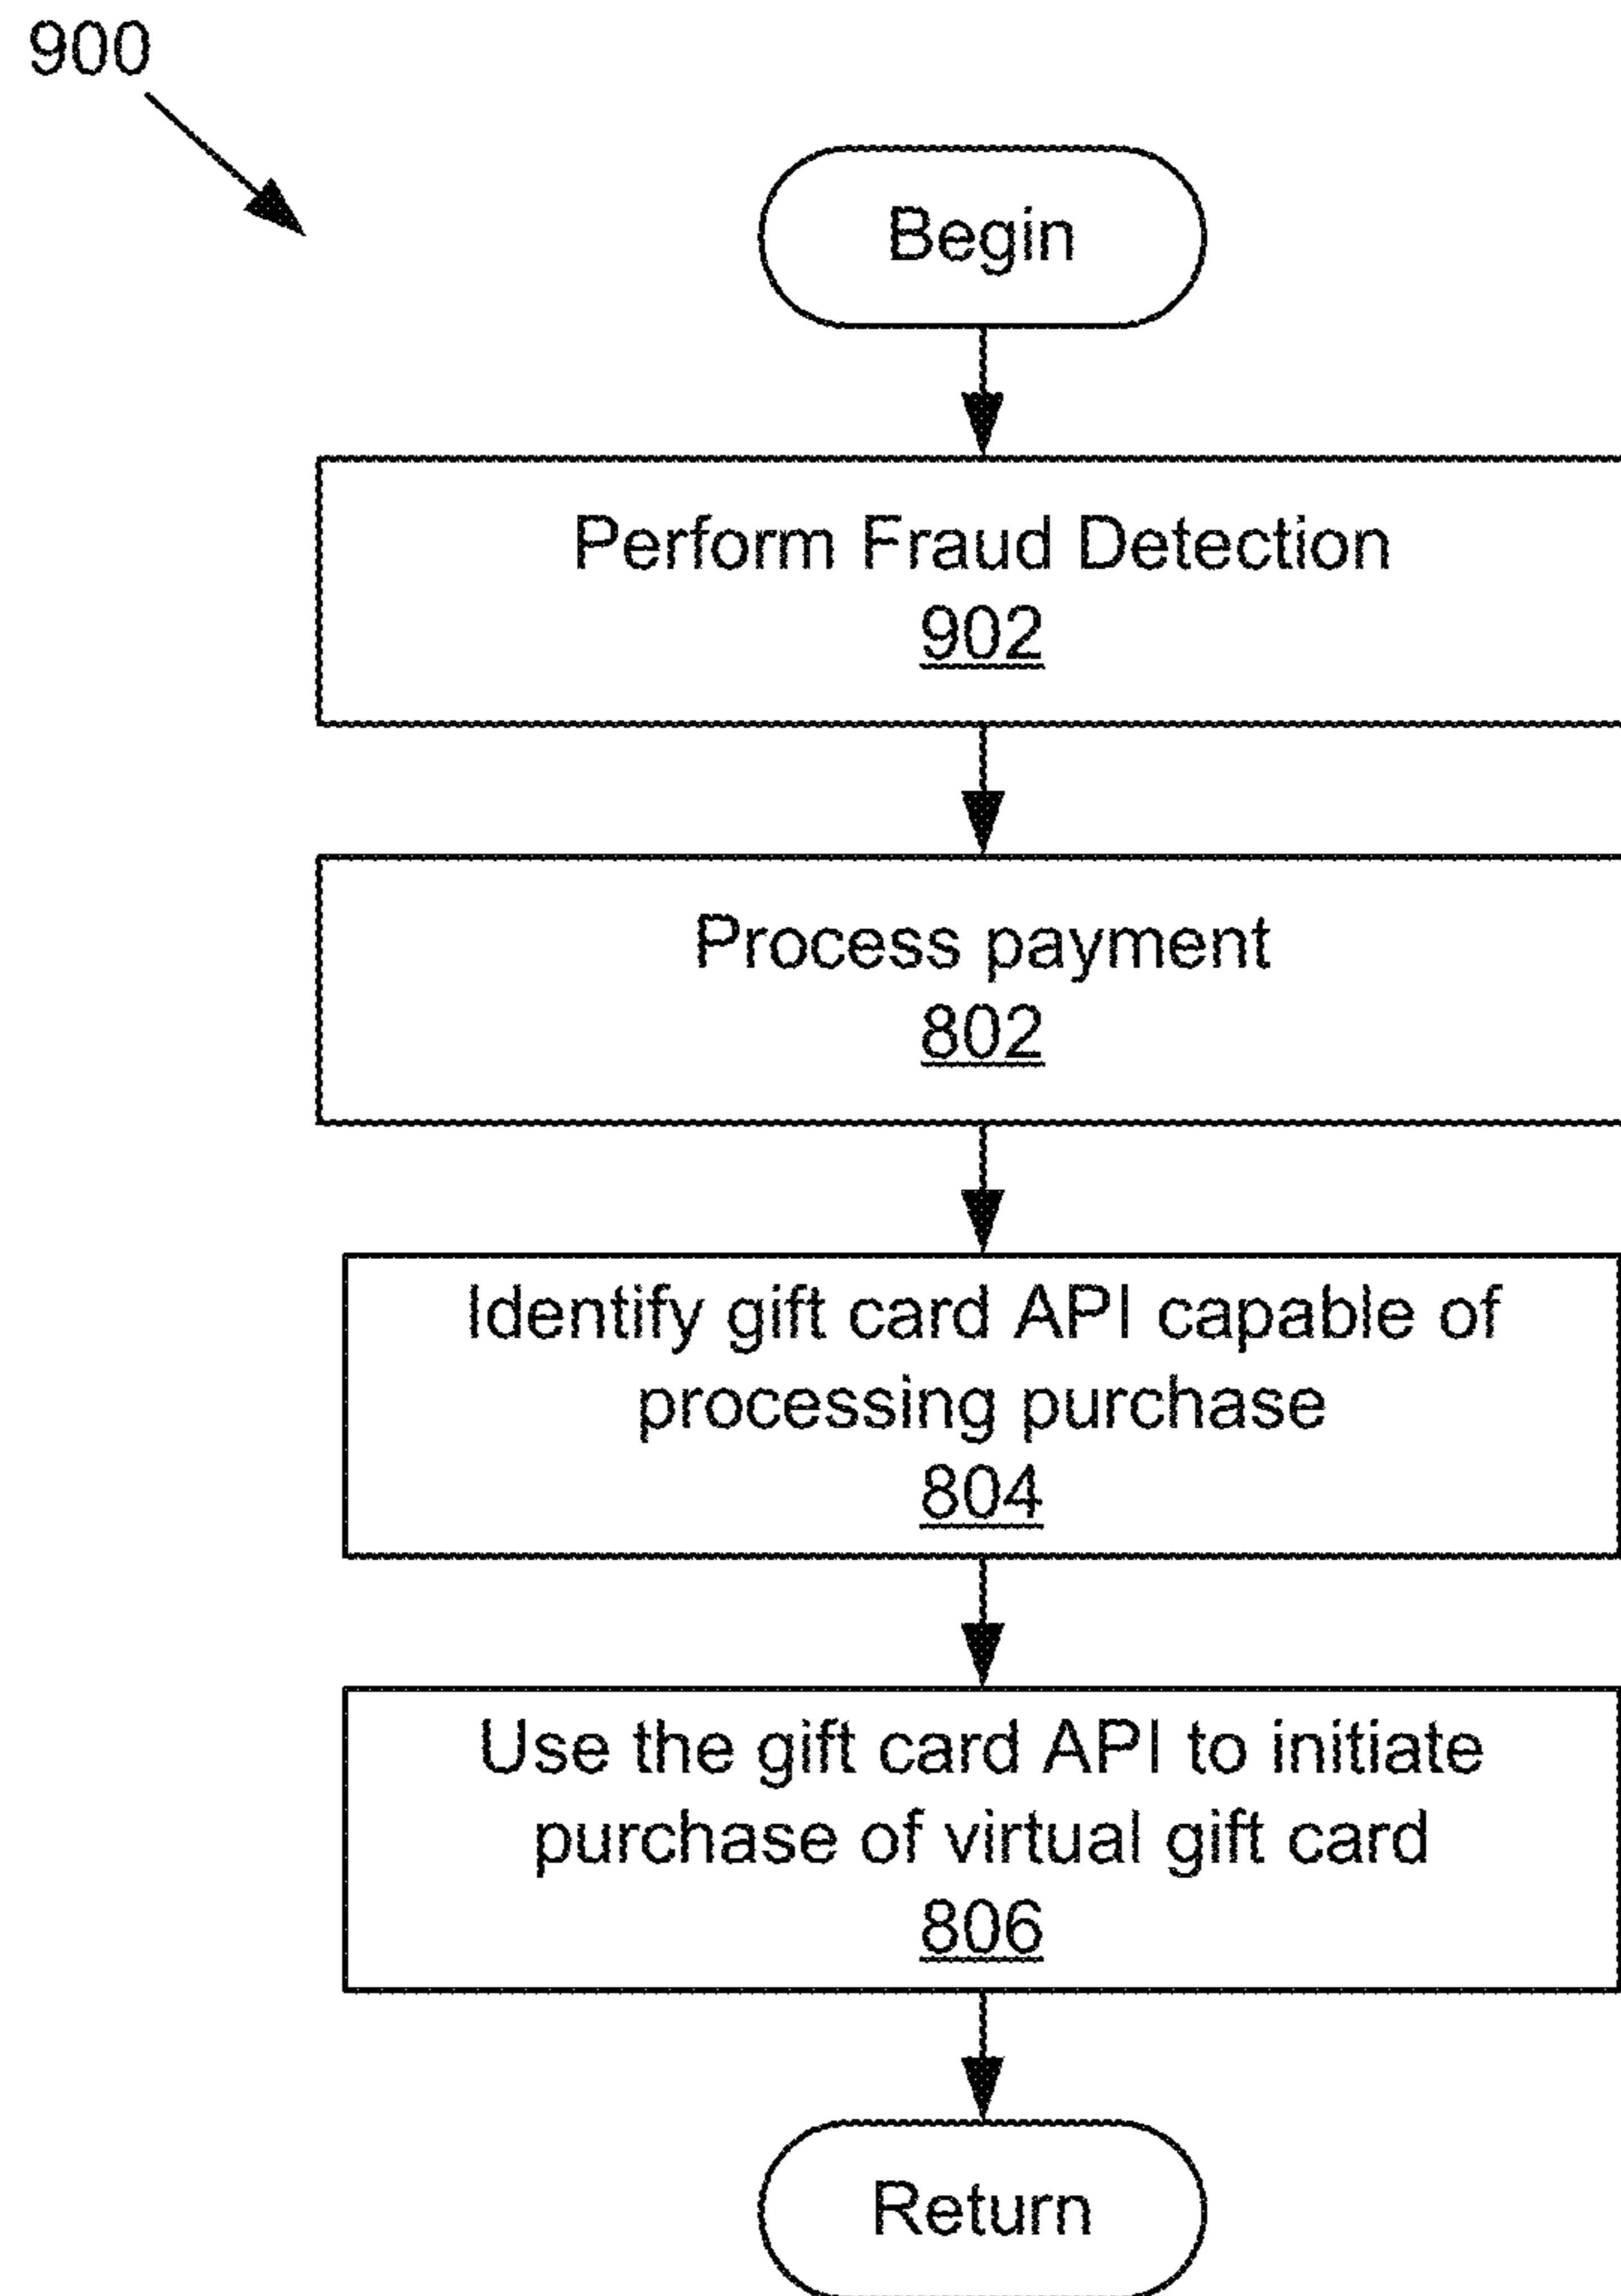 900
Begin
Perform Fraud Detection
902
Process payment
802
Identify gift card API capable of
processing purchase
804
Use the gift card API to initiate
purchase of virtual gift card
806
Return